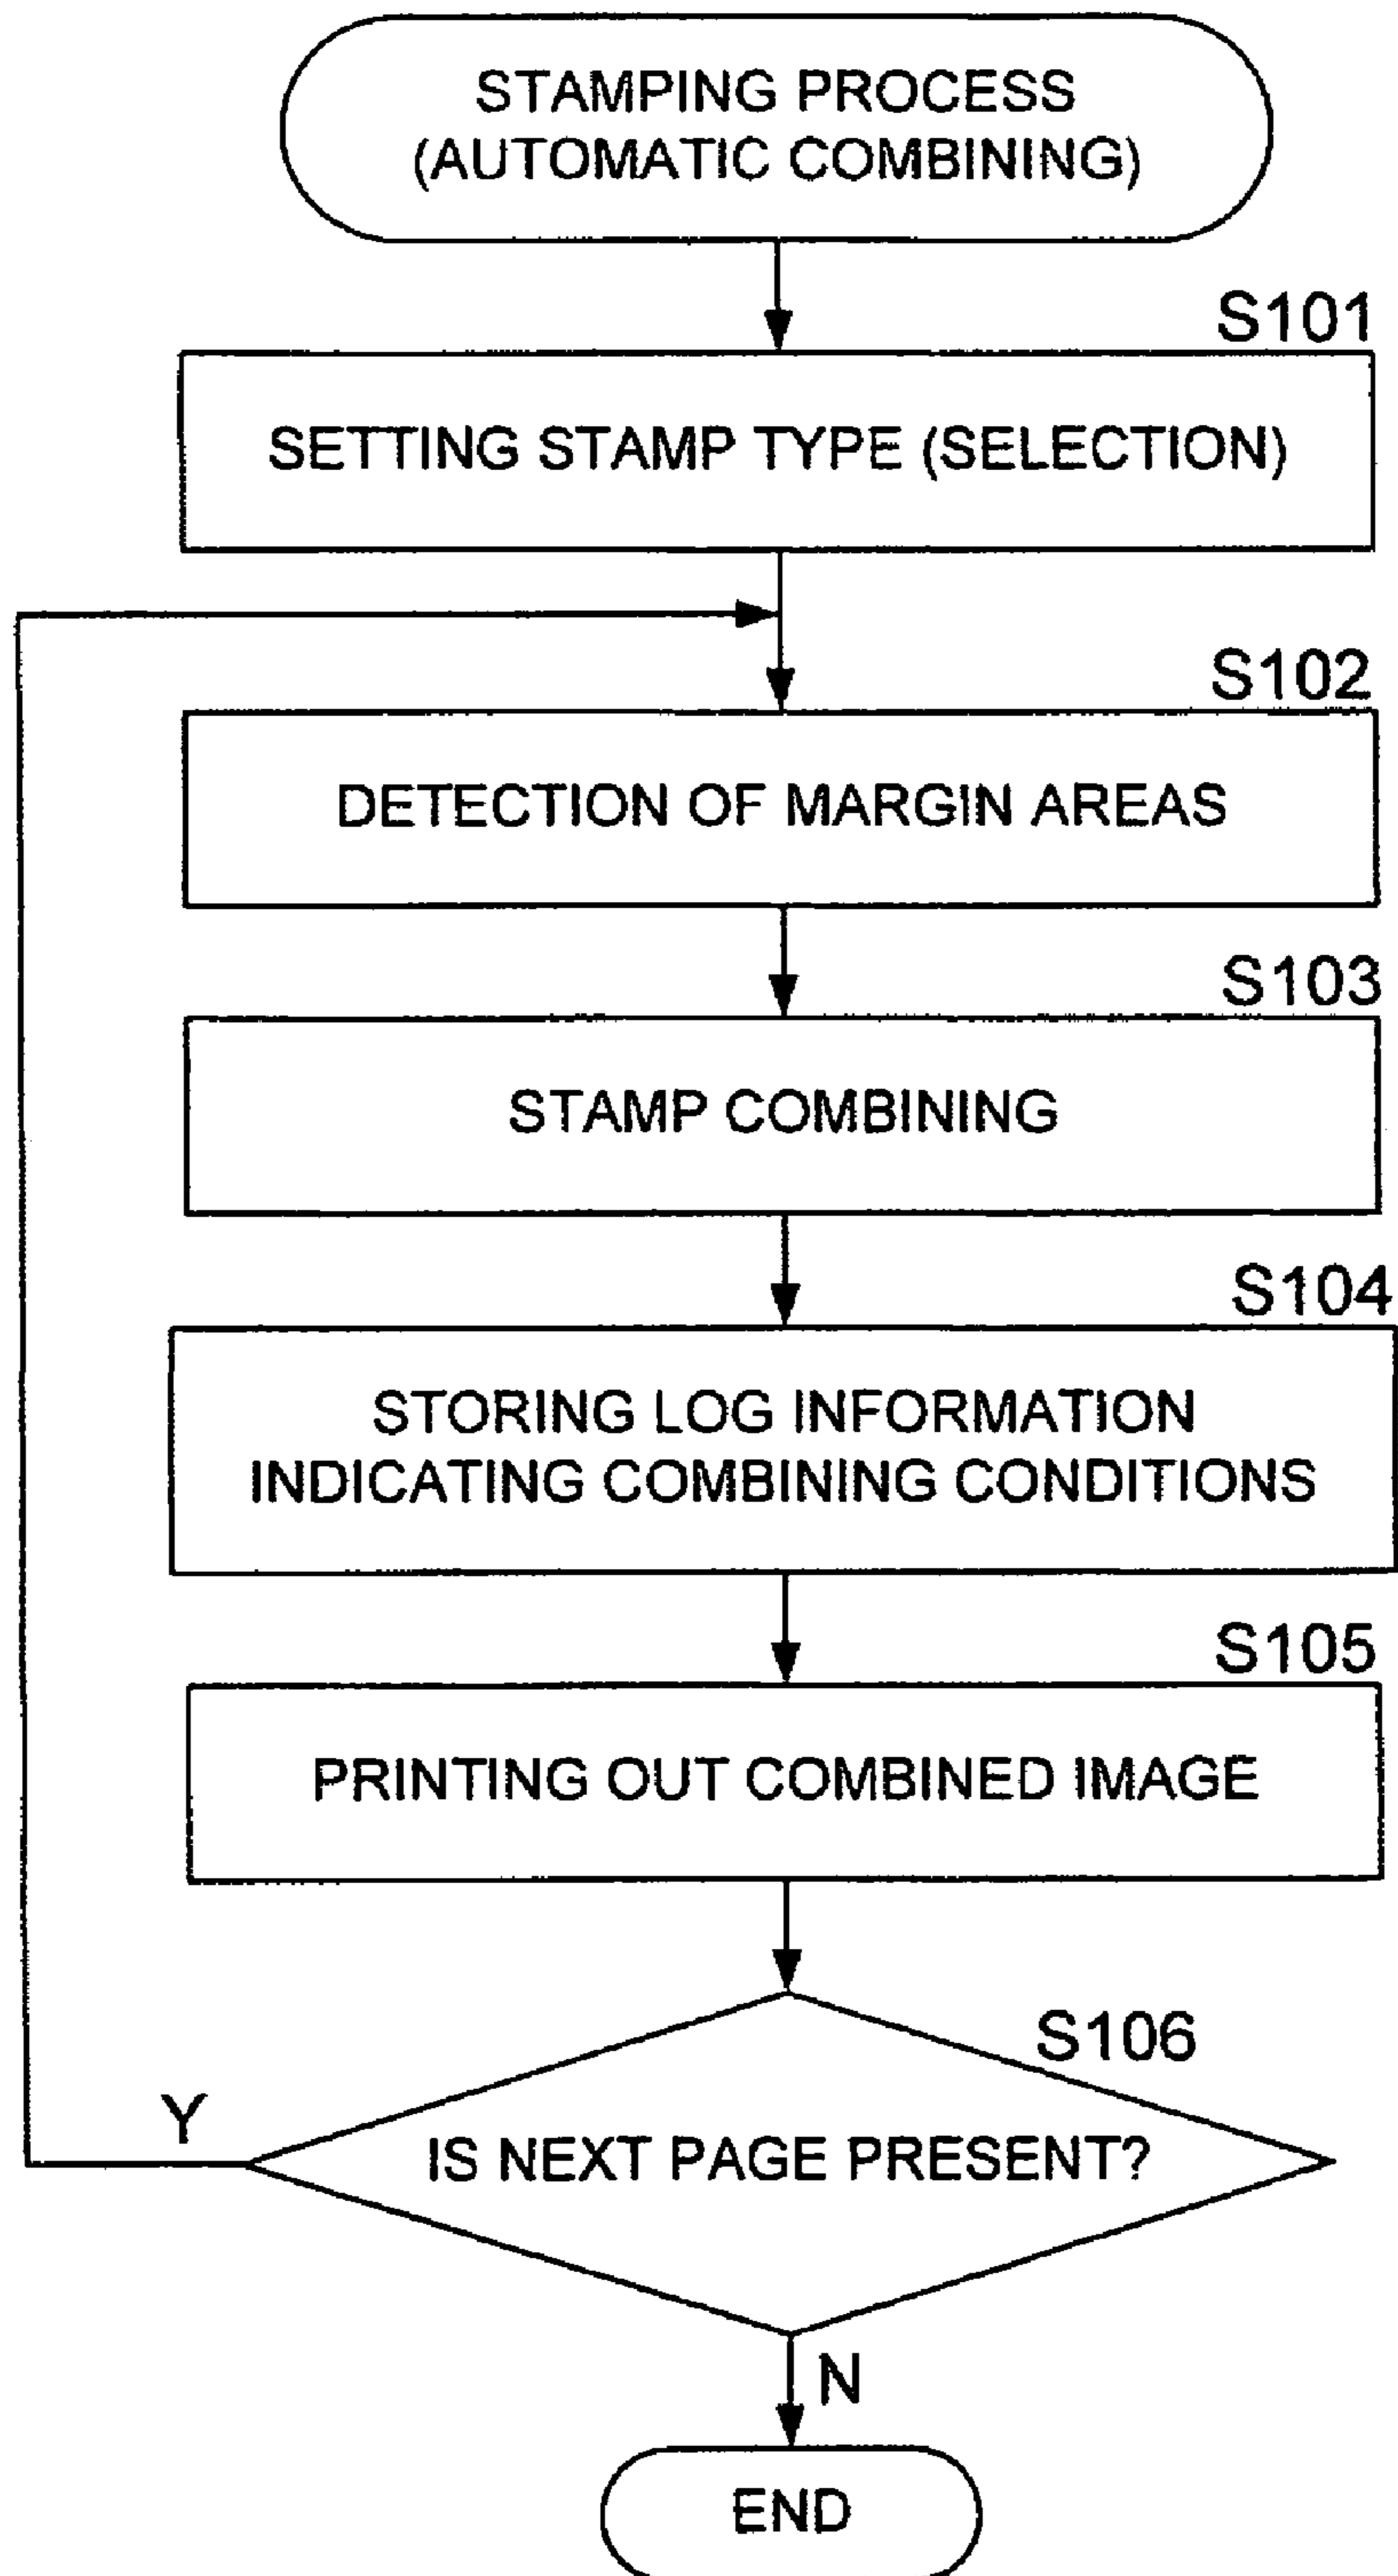 STAMPING PROCESS
(AUTOMATIC COMBINING)
S101
SETTING STAMP TYPE (SELECTION)
S102
DETECTION OF MARGIN AREAS
S103
STAMP COMBINING
S104
STORING LOG INFORMATION
INDICATING COMBINING CONDITIONS
S105
PRINTING OUT COMBINED IMAGE
S106
Y
IS NEXT PAGE PRESENT?
N
END